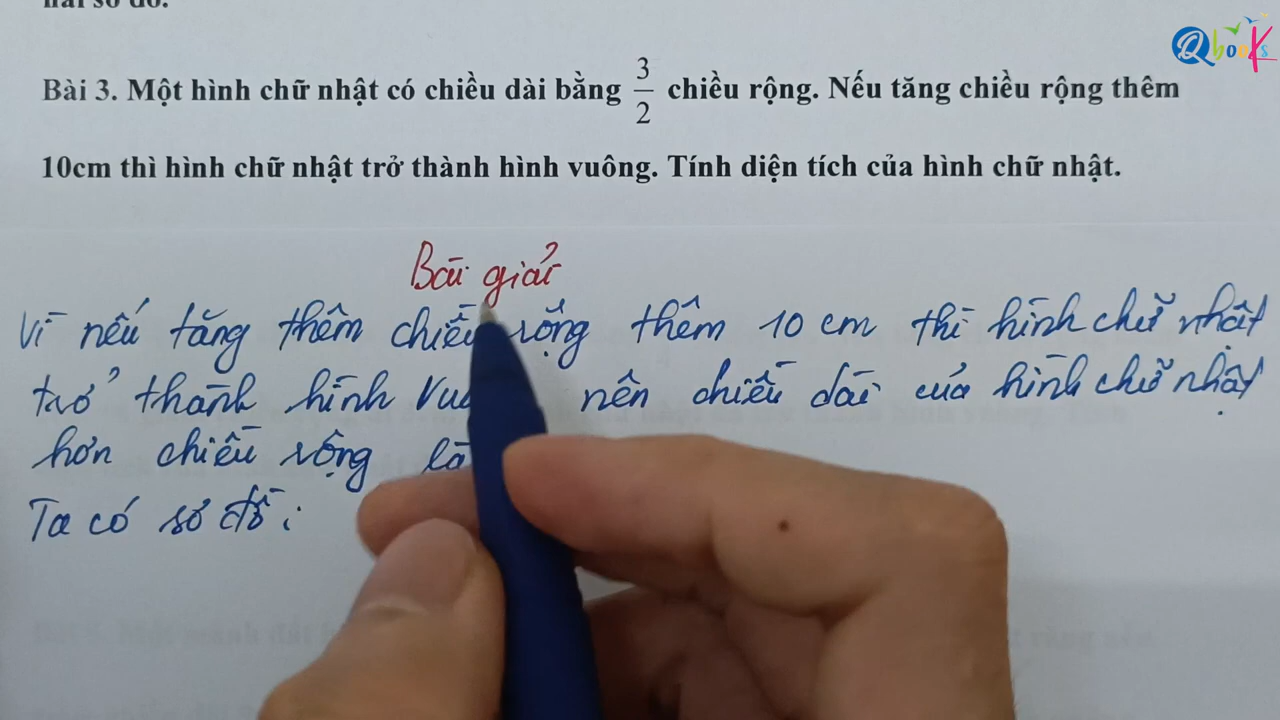 Qbooks
Bài 3. Một hình chữ nhật có chiều dài bằng 3/2 chiều rộng. Nếu tăng chiều rộng thêm
10cm thì hình chữ nhật trở thành hình vuông. Tính diện tích của hình chữ nhật.
Bài giải
Vì nếu tăng thêm chiều rộng thêm 10 cm thì hình chữ nhật
trở thành hình vuô nên chiều dài của hình chữ nhật
hơn chiều rộng là
Ta có sơ đồ: